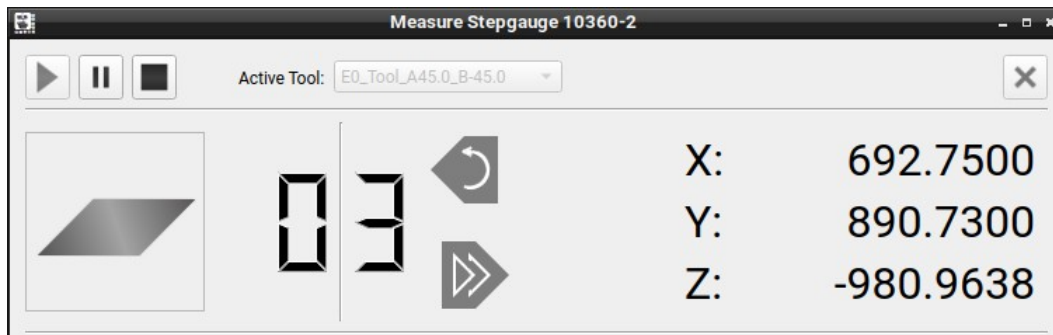 Measure Stepgauge 10360-2
Active Tool: E0_Tool_A45.0_B-45.0
03
X: 692.7500
Y: 890.7300
Z: -980.9638